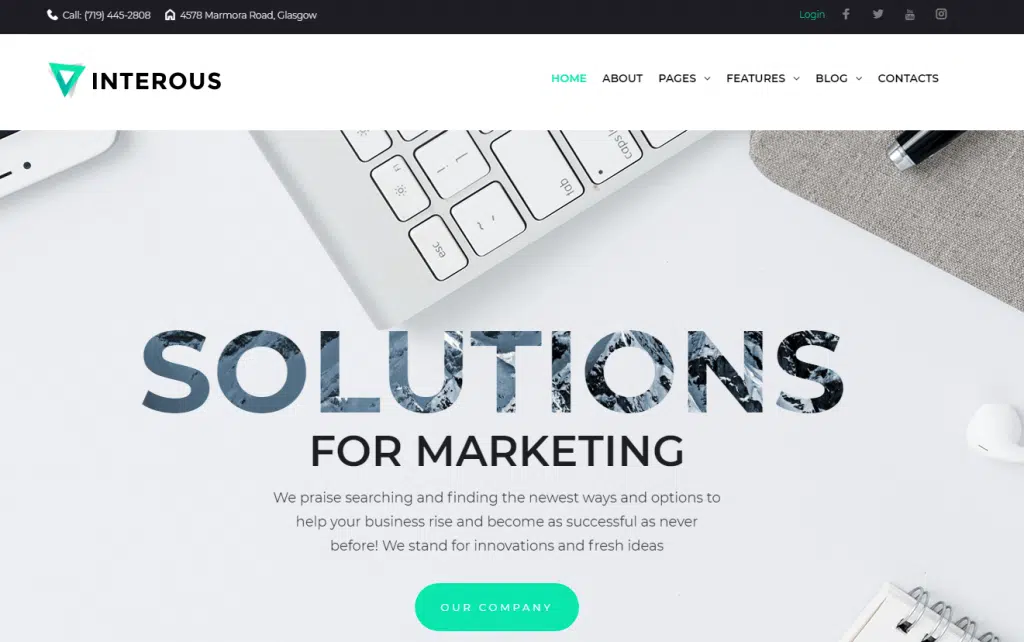 Call: (719) 445-2808 4578 Marmora Road, Glasgow Login
INTEROUS
HOME ABOUT PAGES FEATURES BLOG CONTACTS
caps
tab
esc
SOLUTIONS
FOR MARKETING
We praise searching and finding the newest ways and options to
help your business rise and become as successful as never
before! We stand for innovations and fresh ideas
OUR COMPANY